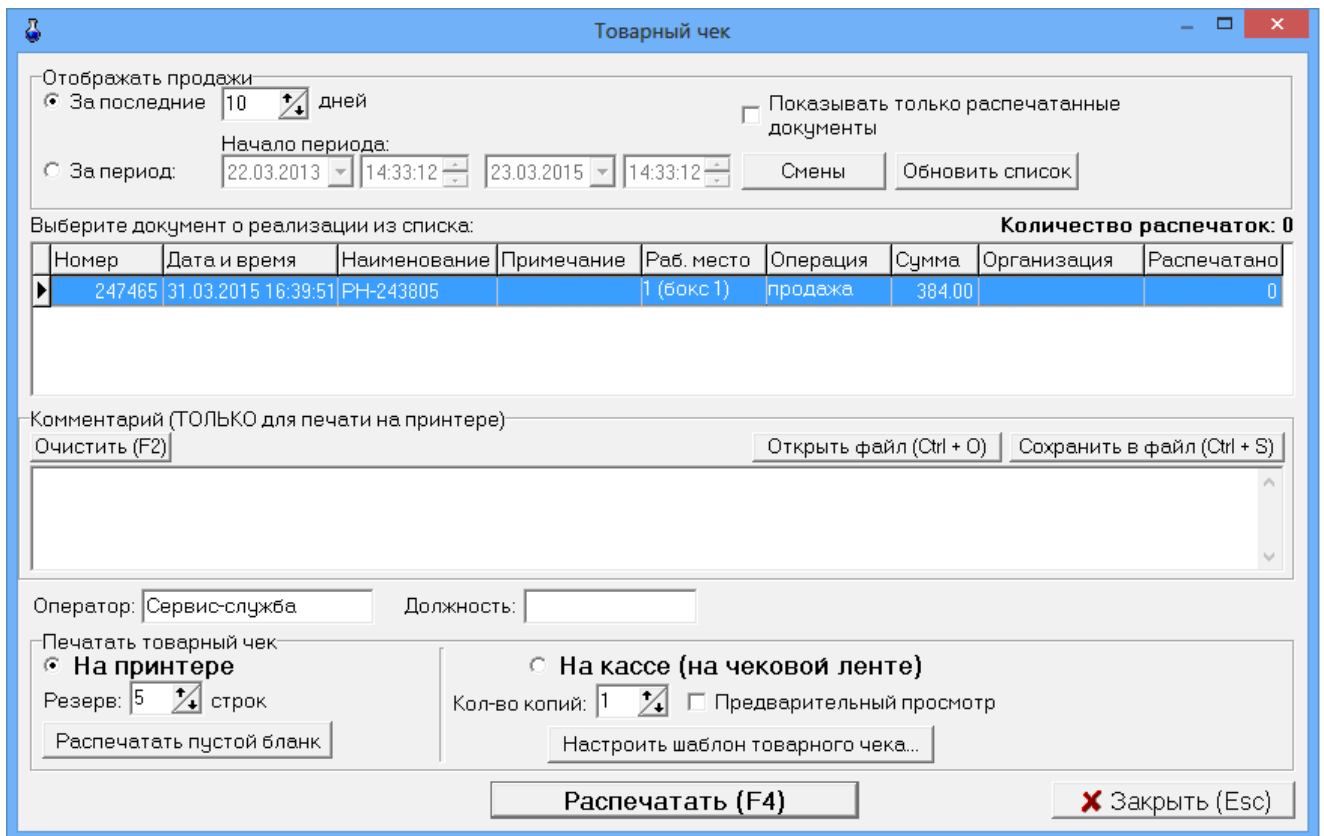 Товарный чек
Отображать продажи
За последние 10 дней
Показывать только распечатанные
документы
Начало периода:
За период: 22.03.2013 14:33:12 23.03.2015 14:33:12 Смены Обновить список
Выберите документ о реализации из списка: Количество распечаток: 0
Номер Дата и время Наименование Примечание Раб. место Операция Сумма Организация Распечатано
247465 31.03.2015 16:39:51 РН-243805 1 (бокс 1) продажа 384.00 0
Комментарий (ТОЛЬКО для печати на принтере)
Очистить (F2) Открыть файл (Ctrl + O) Сохранить в файл (Ctrl + S)
Оператор: Сервис-служба Должность:
Печатать товарный чек
На принтере На кассе (на чековой ленте)
Резерв: 5 строк Кол-во копий: 1 Предварительный просмотр
Распечатать пустой бланк Настроить шаблон товарного чека...
Распечатать (F4) Закрыть (Esc)